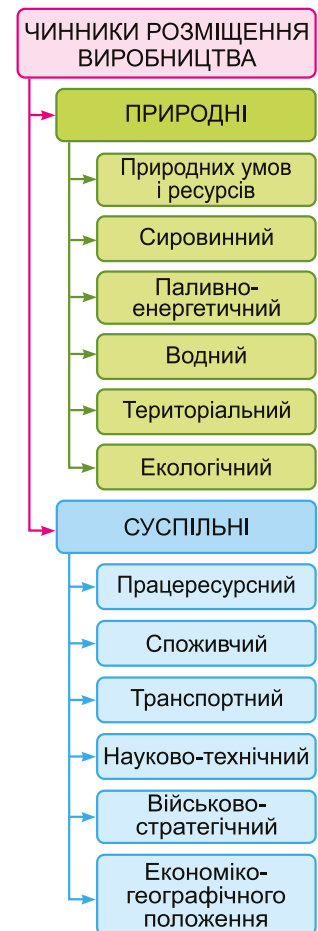 ЧИННИКИ РОЗМІЩЕННЯ
ВИРОБНИЦТВА
ПРИРОДНІ
Природних умов
і ресурсів
Сировинний
Паливно-
енергетичний
Водний
Територіальний
Екологічний
СУСПІЛЬНІ
Працересурсний
Споживчий
Транспортний
Науково-технічний
Військово-
стратегічний
Економіко-
географічного
положення